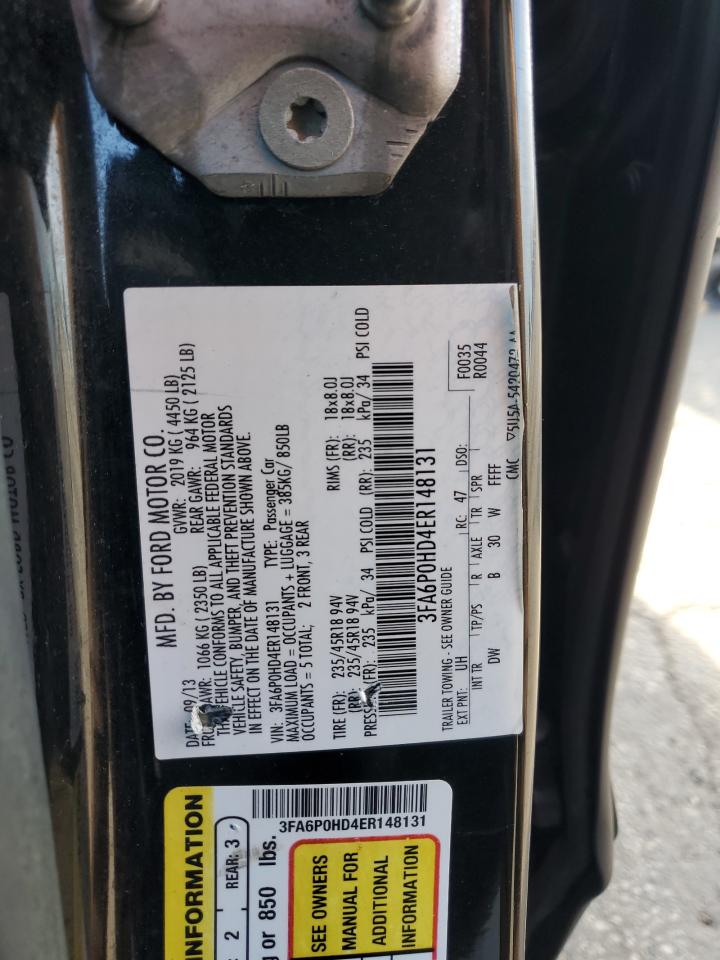 MFD. BY FORD MOTOR CO.
DATE: 09/13 GVWR: 2019 KG ( 4450 LB)
GAWR: 1066 KG ( 2350 LB) REAR GAWR: 964 KG ( 2125 LB)
VEHICLE CONFORMS TO ALL APPLICABLE FEDERAL MOTOR
VEHICLE SAFETY, BUMPER, AND THEFT PREVENTION STANDARDS
IN EFFECT ON THE DATE OF MANUFACTURE SHOWN ABOVE.
VIN: 3FA6P0HD4ER148131 TYPE: Passenger Car
MAXIMUM LOAD = OCCUPANTS + LUGGAGE = 385KG/ 850LB
OCCUPANTS = 5 TOTAL; 2 FRONT, 3 REAR
TIRE (FR): 235/45R18 94V RIMS (FR): 18x8.0J
(RR): 235/45R18 94V (RR): 18x8.0J
(FR): 235 kPa/ 34 PSI COLD (RR): 235 kPa/ 34 PSI COLD
3FA6P0HD4ER148131
TRAILER TOWING - SEE OWNER GUIDE F0035
EXT PNT: UH RC: 47 DSO: R0044
INT TR TP/PS R AXLE TR SPR
DW B 30 W FFFF
CMC
INFORMATION
2 REAR: 3
or 850 lbs.
3FA6P0HD4ER148131
SEE OWNERS
MANUAL FOR
ADDITIONAL
INFORMATION